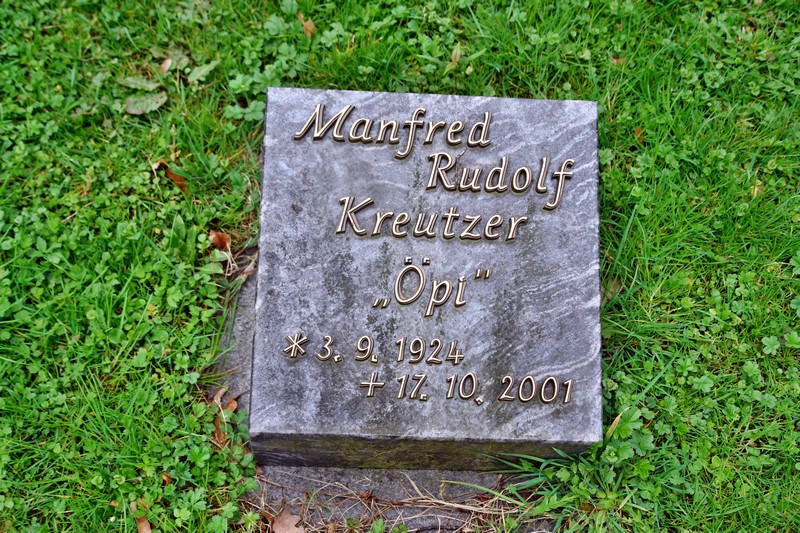 Manfred
Rudolf
Kreutzer
„Öpi"
* 3. 9. 1924
+ 17. 10. 2001